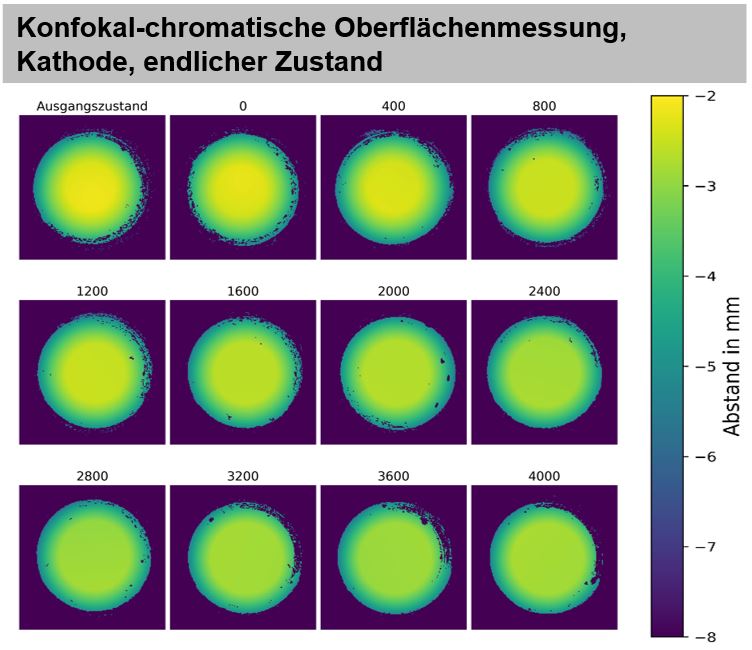 Konfokal-chromatische Oberflächenmessung,
Kathode, endlicher Zustand
Ausgangszustand 0 400 800
1200 1600 2000 2400
2800 3200 3600 4000
−2
−3
−4
−5
−6
−7
−8
Abstand in mm